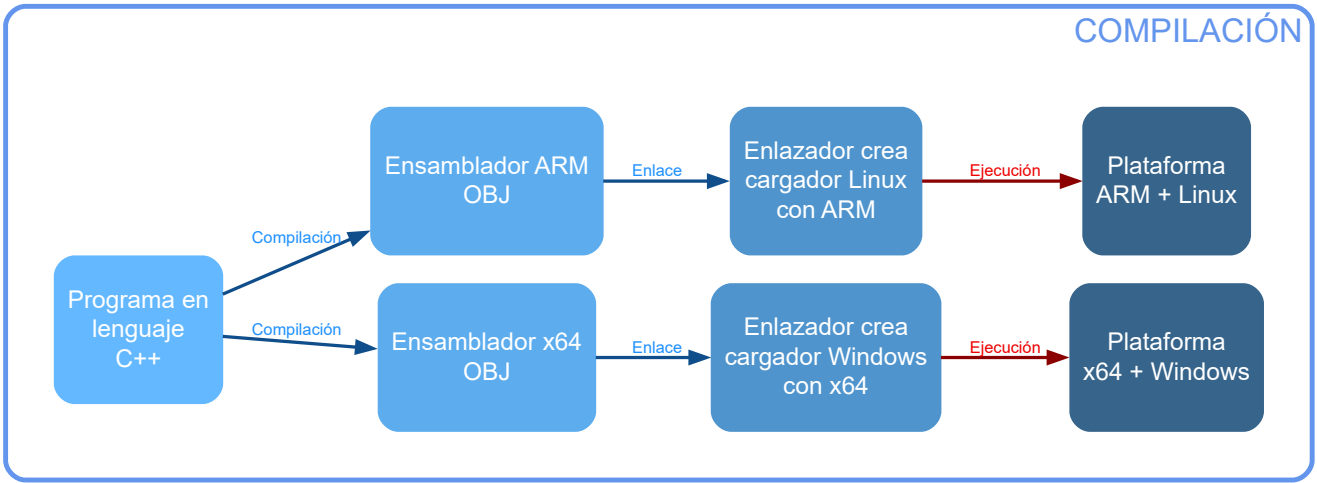 COMPILACIÓN
Programa en
lenguaje
C++
Compilación
Ensamblador ARM
OBJ
Enlace
Enlazador crea
cargador Linux
con ARM
Ejecución
Plataforma
ARM + Linux
Compilación
Ensamblador x64
OBJ
Enlace
Enlazador crea
cargador Windows
con x64
Ejecución
Plataforma
x64 + Windows